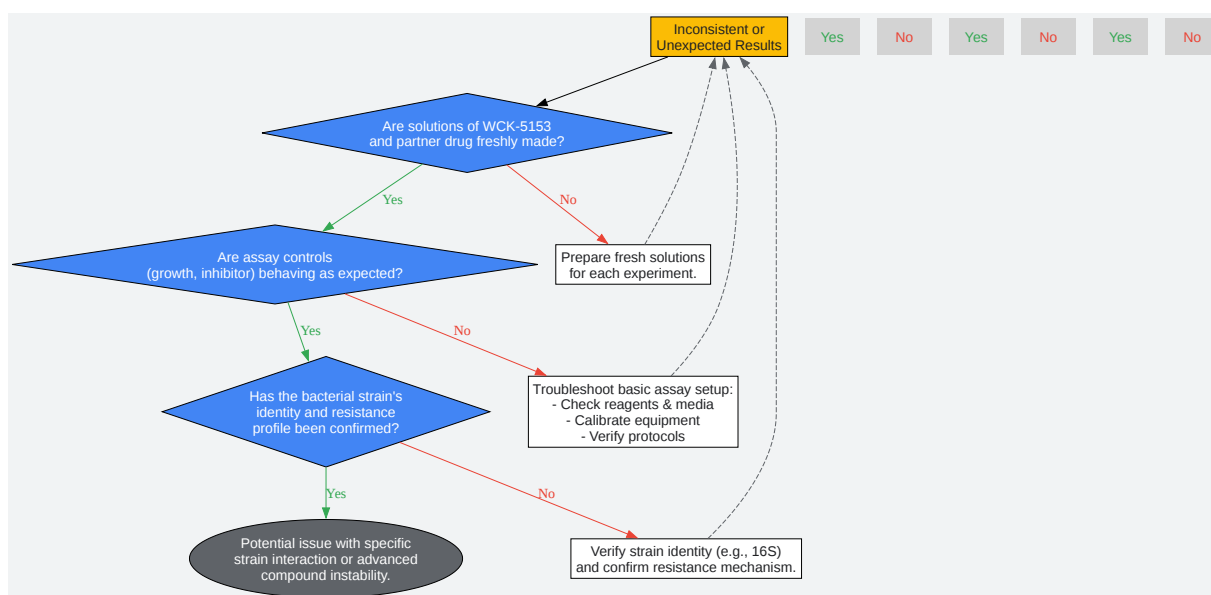 Inconsistent or
Unexpected Results
Yes
No
Yes
No
Yes
No
Are solutions of WCK-5153
and partner drug freshly made?
Yes
No
Are assay controls
(growth, inhibitor) behaving as expected?
Prepare fresh solutions
for each experiment.
Yes
No
Has the bacterial strain's
identity and resistance
profile been confirmed?
Troubleshoot basic assay setup:
- Check reagents & media
- Calibrate equipment
- Verify protocols
Yes
No
Potential issue with specific
strain interaction or advanced
compound instability.
Verify strain identity (e.g., 16S)
and confirm resistance mechanism.